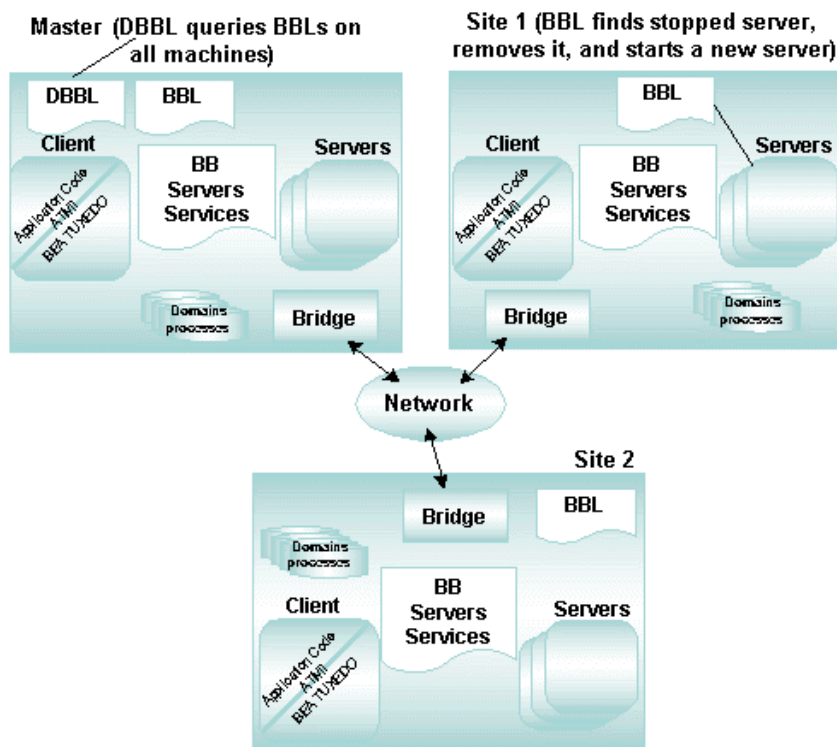 Master (DBBL queries BBLs on
all machines)
DBBL
BBL
Client
Servers
BB
Servers
Services
Application Code
ATMI
BEA TUXEDO
Domains
processes
Bridge
Site 1 (BBL finds stopped server,
removes it, and starts a new server)
BBL
Servers
Client
BB
Servers
Services
Application Code
ATMI
BEA TUXEDO
Bridge
Domains
processes
Network
Site 2
Bridge
BBL
Domains
processes
Client
BB
Servers
Services
Servers
Application Code
ATMI
BEA TUXEDO